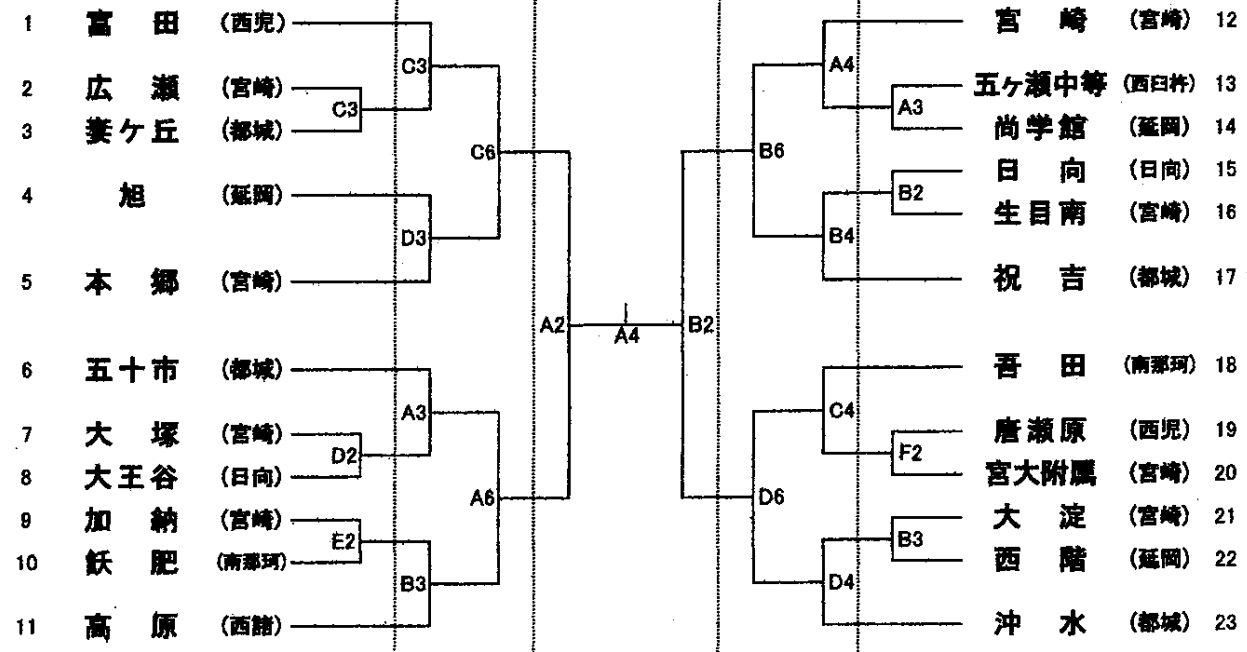 1 富田 (西児)
2 広瀬 (宮崎)
3 妻ケ丘 (都城)
4 旭 (延岡)
5 本郷 (宮崎)
6 五十市 (都城)
7 大塚 (宮崎)
8 大王谷 (日向)
9 加納 (宮崎)
10 飫肥 (南那珂)
11 高原 (西諸)
C3
C3
C6
D3
A2
A3
D2
A6
E2
B3
A4
B2
A4
A3
B6
B2
B4
C4
F2
D6
B3
D4
宮崎 (宮崎) 12
五ヶ瀬中等 (西臼杵) 13
尚学館 (延岡) 14
日向 (日向) 15
生目南 (宮崎) 16
祝吉 (都城) 17
吾田 (南那珂) 18
唐瀬原 (西児) 19
宮大附属 (宮崎) 20
大淀 (宮崎) 21
西階 (延岡) 22
沖水 (都城) 23